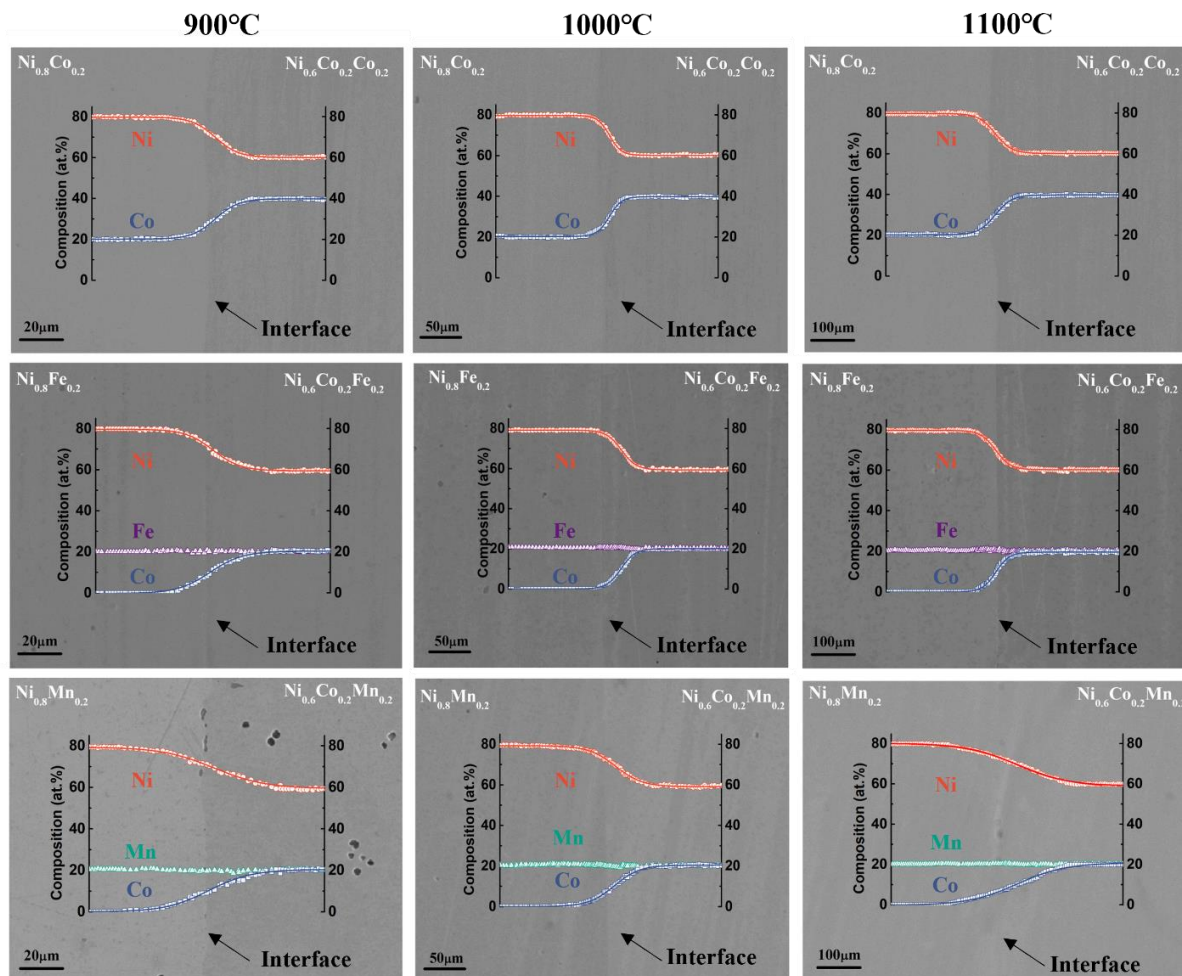 900℃ 1000℃ 1100℃
Ni0.8Co0.2 Ni0.6Co0.2Co0.2
Composition (at.%)
80 80
60 60
40 40
20 20
0 0
Ni
Co
20μm
Interface
Ni0.8Co0.2 Ni0.6Co0.2Co0.2
Composition (at.%)
80 80
60 60
40 40
20 20
0 0
Ni
Co
50μm
Interface
Ni0.8Co0.2 Ni0.6Co0.2Co0.2
Composition (at.%)
80 80
60 60
40 40
20 20
0 0
Ni
Co
100μm
Interface
Ni0.8Fe0.2 Ni0.6Co0.2Fe0.2
Composition (at.%)
80 80
60 60
40 40
20 20
0 0
Ni
Fe
Co
20μm
Interface
Ni0.8Fe0.2 Ni0.6Co0.2Fe0.2
Composition (at.%)
80 80
60 60
40 40
20 20
0 0
Ni
Fe
Co
50μm
Interface
Ni0.8Fe0.2 Ni0.6Co0.2Fe0.2
Composition (at.%)
80 80
60 60
40 40
20 20
0 0
Ni
Fe
Co
100μm
Interface
Ni0.8Mn0.2 Ni0.6Co0.2Mn0.2
Composition (at.%)
80 80
60 60
40 40
20 20
0 0
Ni
Mn
Co
20μm
Interface
Ni0.8Mn0.2 Ni0.6Co0.2Mn0.2
Composition (at.%)
80 80
60 60
40 40
20 20
0 0
Ni
Mn
Co
50μm
Interface
Ni0.8Mn0.2 Ni0.6Co0.2Mn0.2
Composition (at.%)
80 80
60 60
40 40
20 20
0 0
Ni
Mn
Co
100μm
Interface